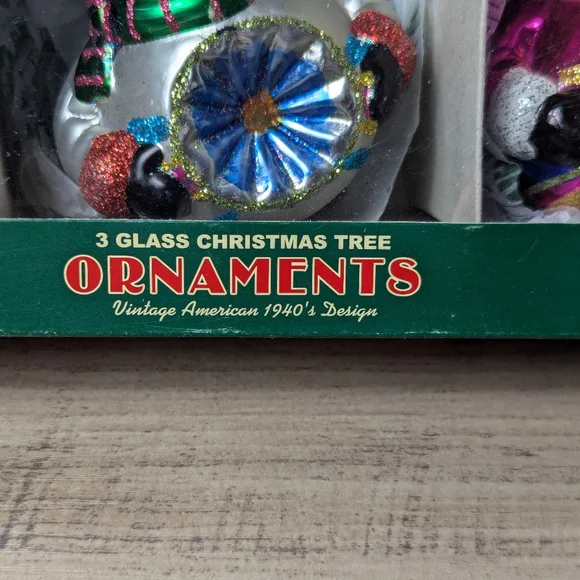 3 GLASS CHRISTMAS TREE
ORNAMENTS
Vintage American 1940's Design